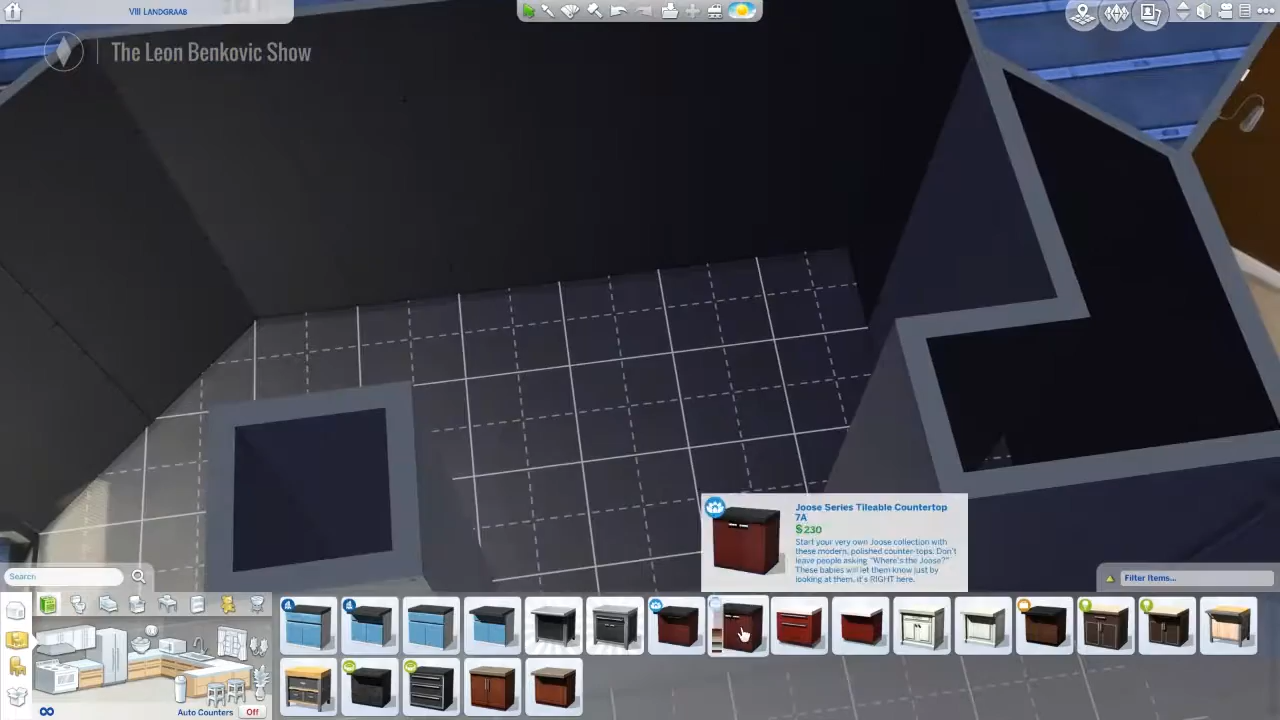 VIII Landgraab
The Leon Benkovic Show
Joose Series Tileable Countertop
7A
$230
Start your very own Joose collection with
these modern, polished counter-tops. Don't
leave people asking "Where's the Joose?"
These babies will let them know just by
looking at them, it's RIGHT here.
Search
Filter Items...
Auto Counters Off